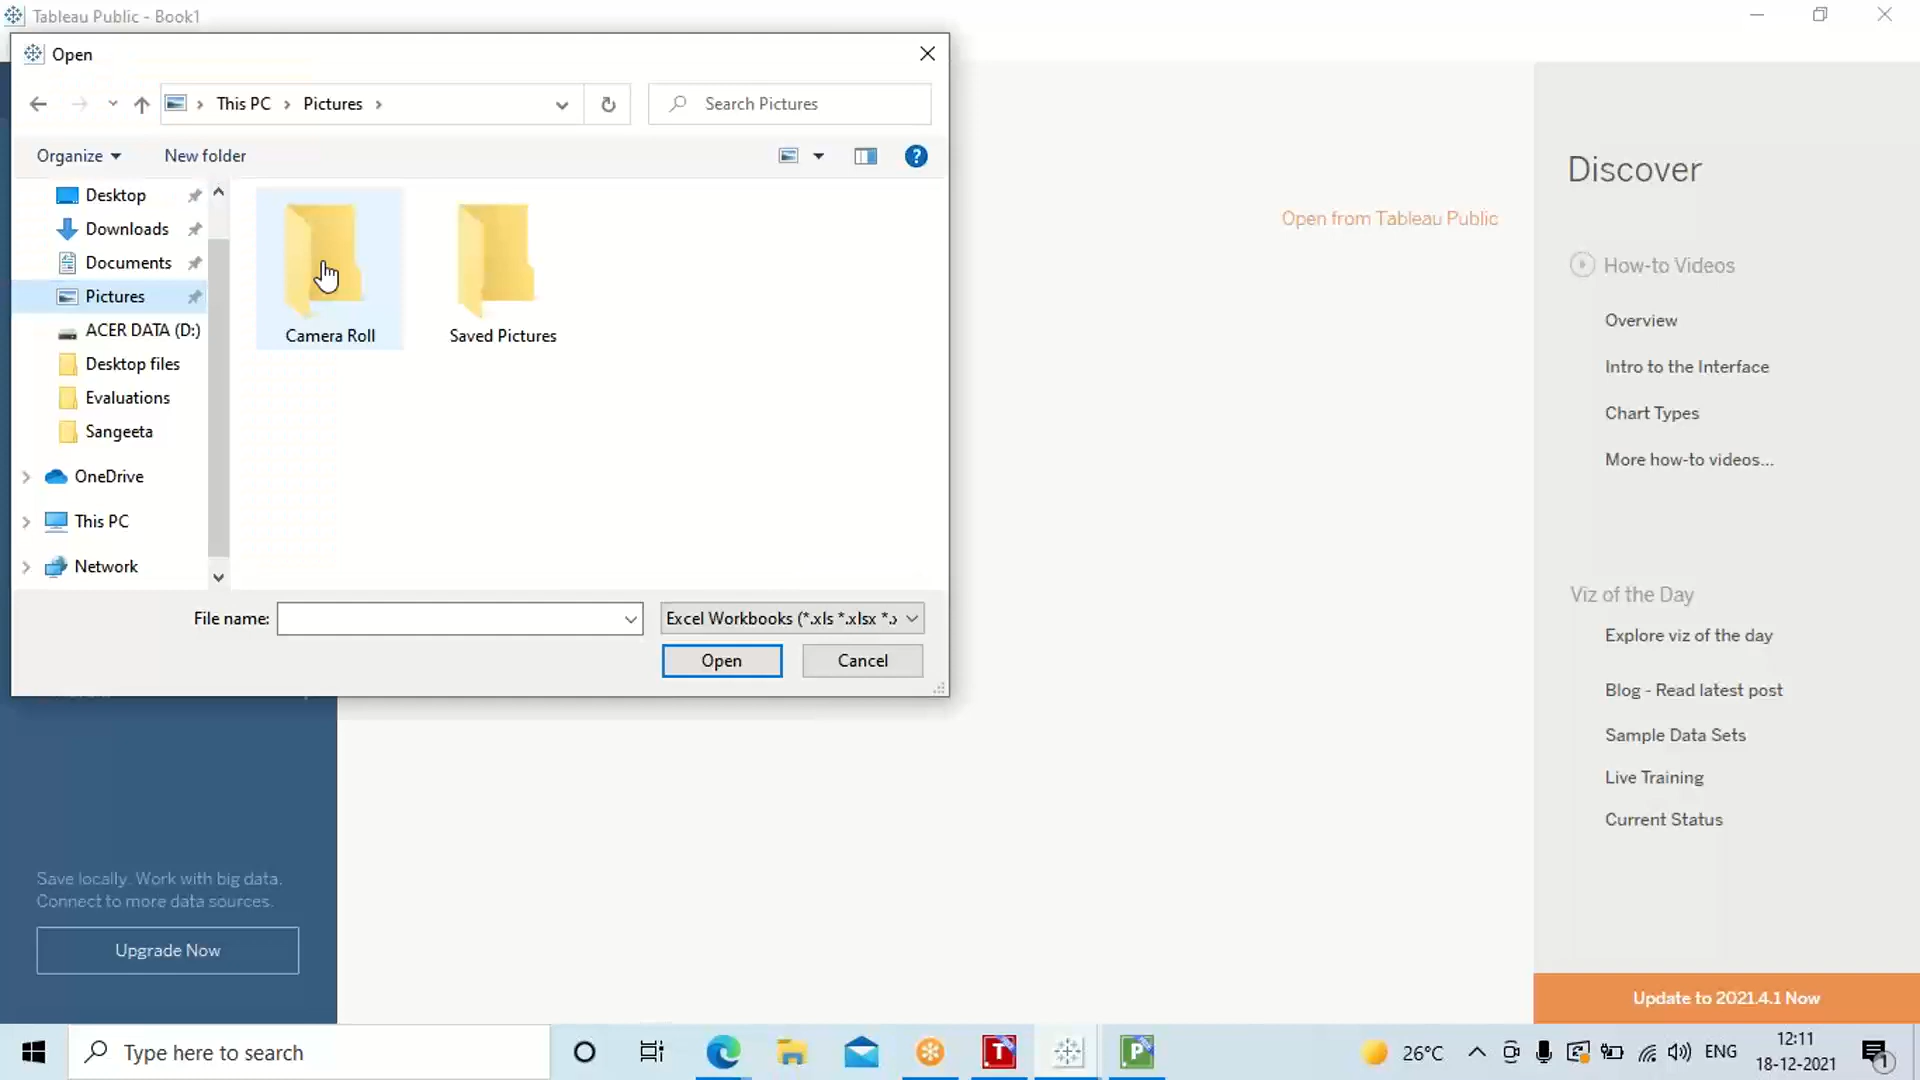 Tableau Public - Book1
Open
This PC > Pictures >
Search Pictures
Organize
New folder
Desktop
Downloads
Documents
Pictures
ACER DATA (D:)
Desktop files
Evaluations
Sangeeta
OneDrive
This PC
Network
Camera Roll
Saved Pictures
File name:
Excel Workbooks (*.xls *.xlsx *.x
Open
Cancel
Open from Tableau Public
Discover
How-to Videos
Overview
Intro to the Interface
Chart Types
More how-to videos...
Viz of the Day
Explore viz of the day
Blog - Read latest post
Sample Data Sets
Live Training
Current Status
Save locally. Work with big data.
Connect to more data sources.
Upgrade Now
Update to 2021.4.1 Now
Type here to search
T
P
26°C
ENG
12:11
18-12-2021
1